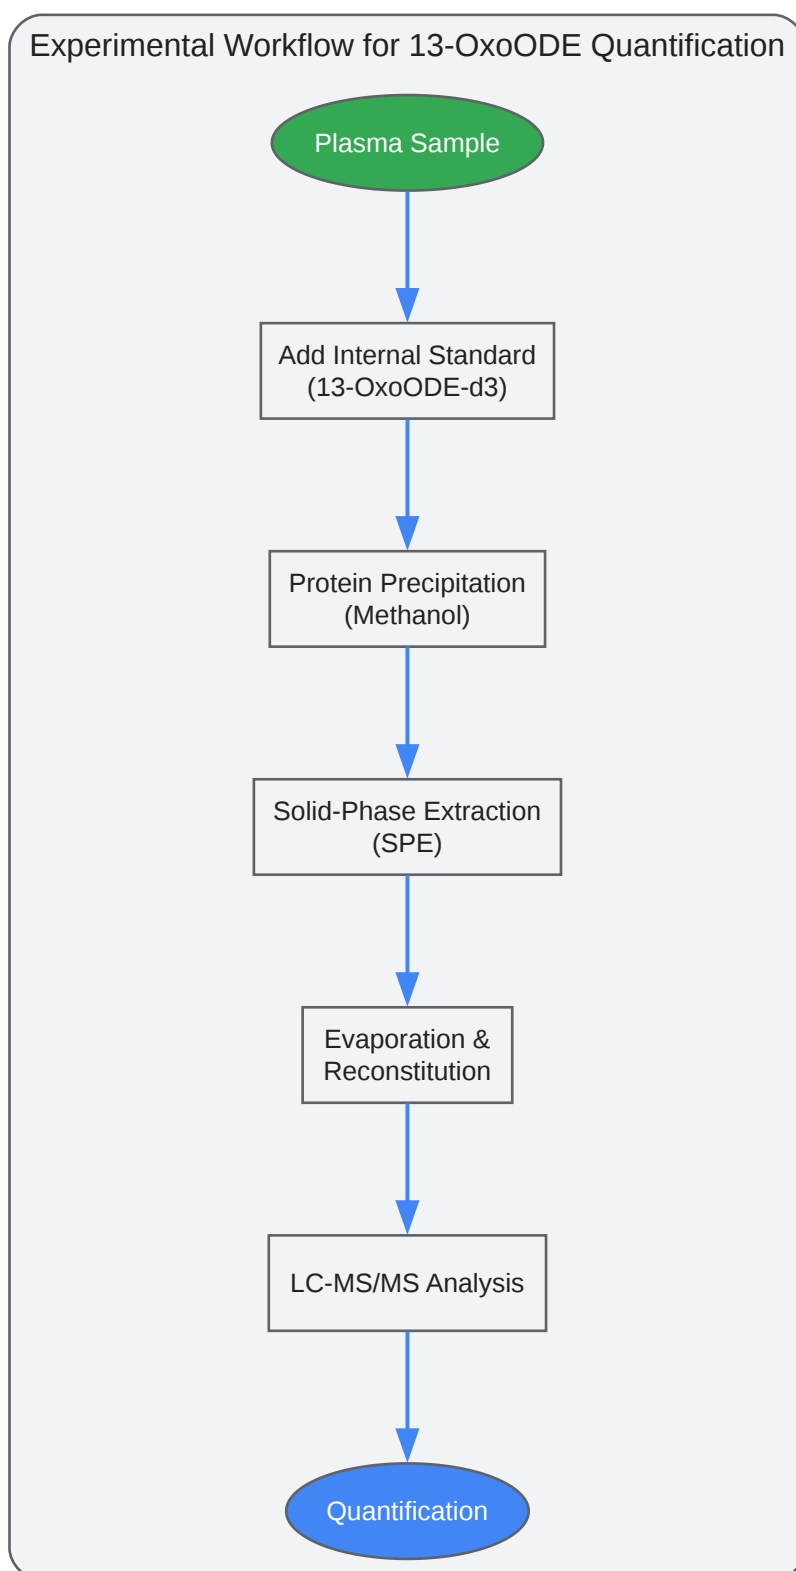 Experimental Workflow for 13-OxoODE Quantification
Plasma Sample
Add Internal Standard
(13-OxoODE-d3)
Protein Precipitation
(Methanol)
Solid-Phase Extraction
(SPE)
Evaporation &
Reconstitution
LC-MS/MS Analysis
Quantification